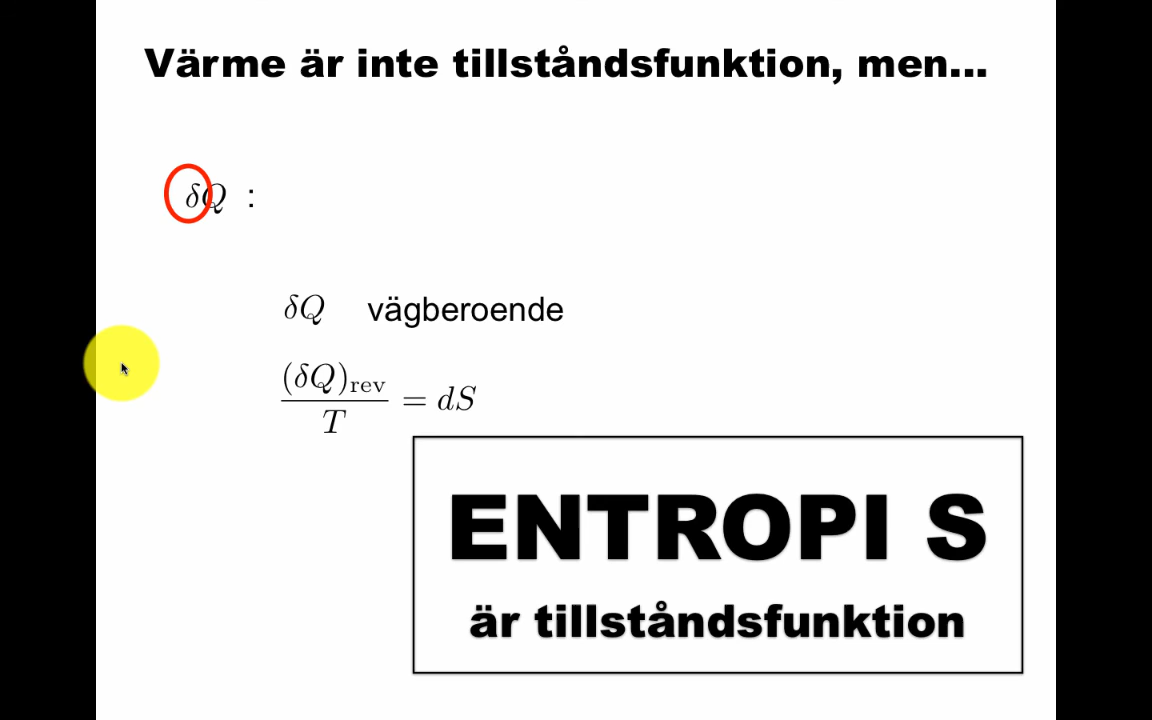 Värme är inte tillståndsfunktion, men...
δQ :
δQ vägberoende
(δQ)rev
T
= dS
ENTROPI S
är tillståndsfunktion